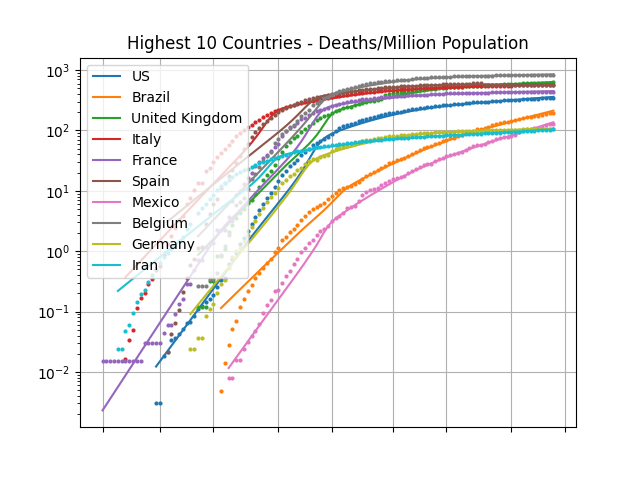 Highest 10 Countries - Deaths/Million Population
10³
10²
10¹
10⁰
10⁻¹
10⁻²
US
Brazil
United Kingdom
Italy
France
Spain
Mexico
Belgium
Germany
Iran